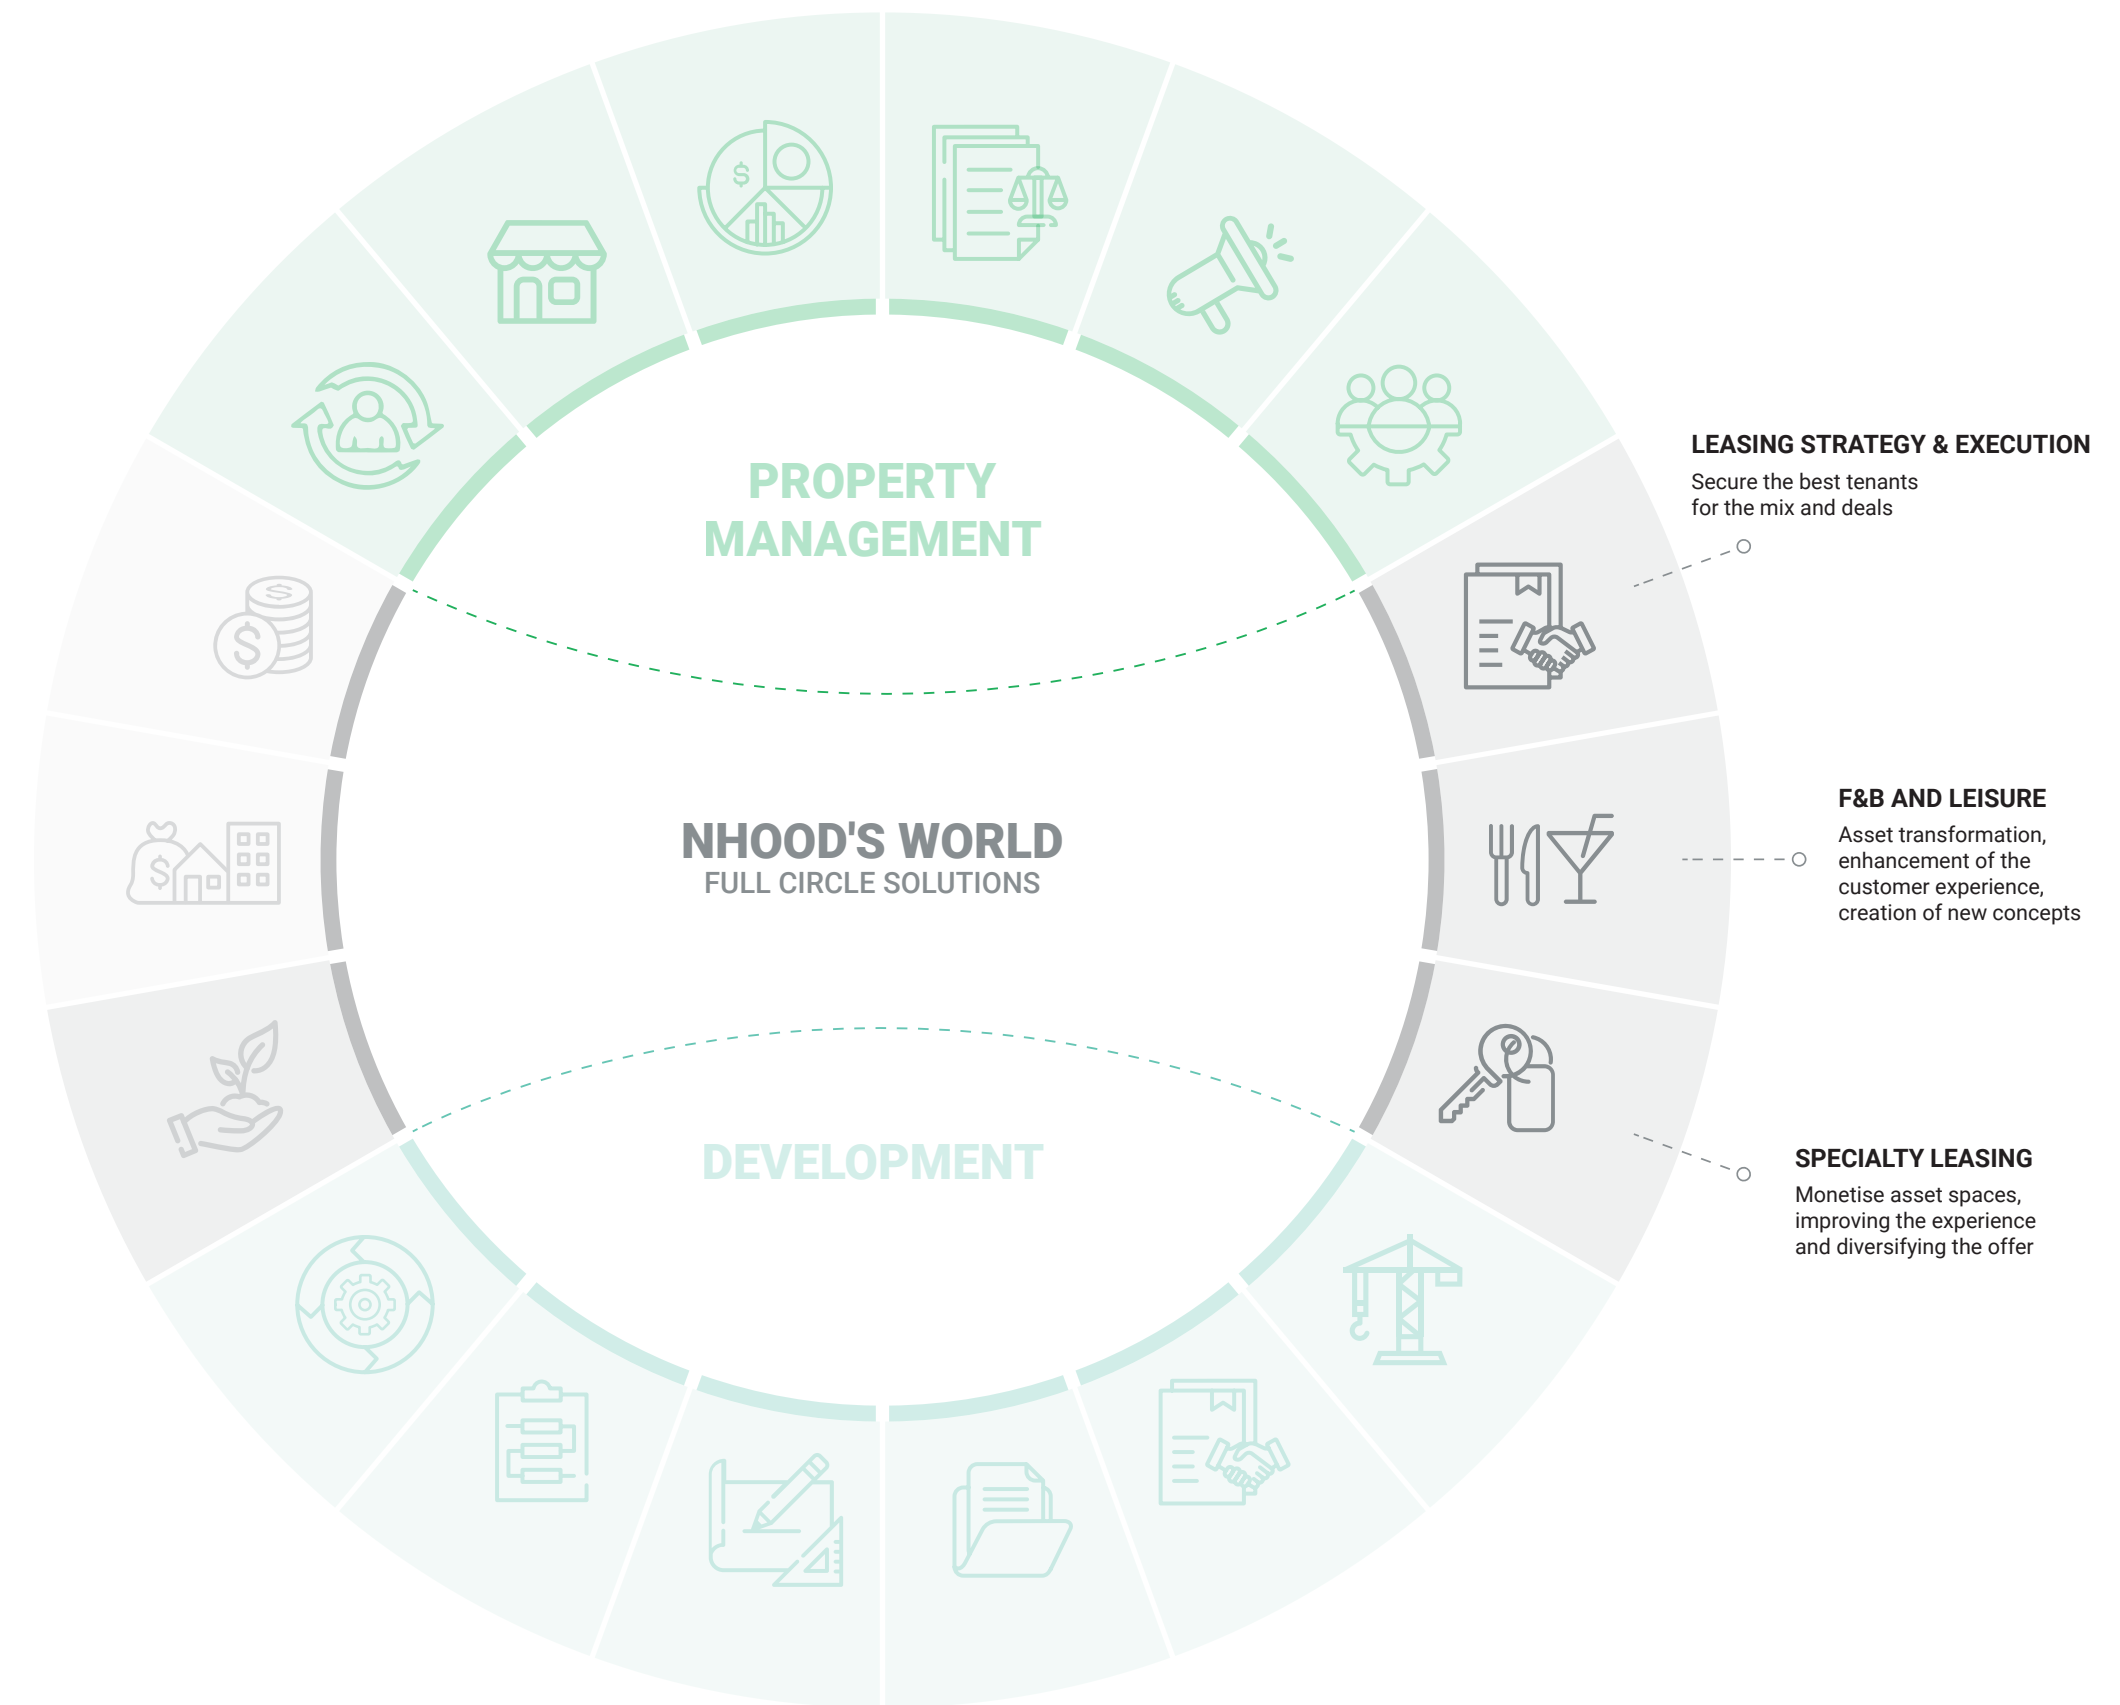 PROPERTY
MANAGEMENT
LEASING STRATEGY & EXECUTION
Secure the best tenants
for the mix and deals
NHOOD'S WORLD
FULL CIRCLE SOLUTIONS
F&B AND LEISURE
Asset transformation,
enhancement of the
customer experience,
creation of new concepts
DEVELOPMENT
SPECIALTY LEASING
Monetise asset spaces,
improving the experience
and diversifying the offer